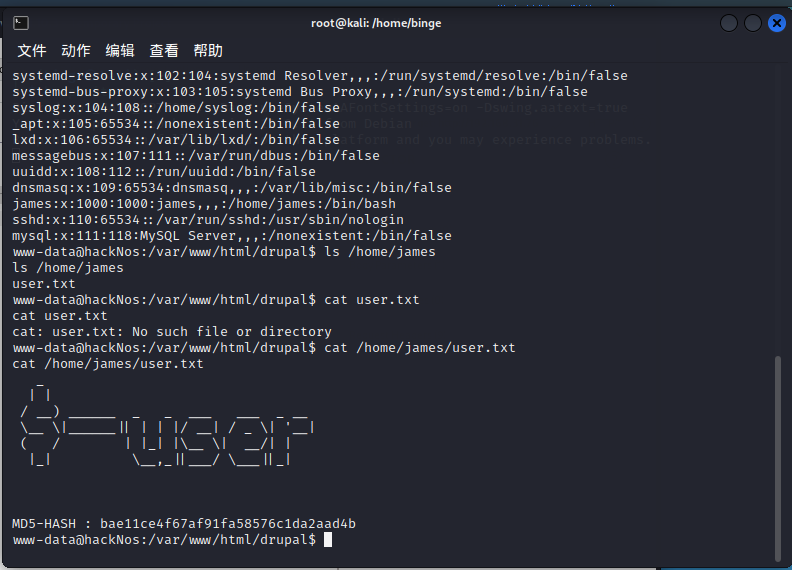 root@kali: /home/binge
文件 动作 编辑 查看 帮助
systemd-resolve:x:102:104:systemd Resolver,,,:/run/systemd/resolve:/bin/false
systemd-bus-proxy:x:103:105:systemd Bus Proxy,,,:/run/systemd:/bin/false
syslog:x:104:108::/home/syslog:/bin/false
_apt:x:105:65534::/nonexistent:/bin/false
lxd:x:106:65534::/var/lib/lxd/:/bin/false
messagebus:x:107:111::/var/run/dbus:/bin/false
uuidd:x:108:112::/run/uuidd:/bin/false
dnsmasq:x:109:65534:dnsmasq,,,:/var/lib/misc:/bin/false
james:x:1000:1000:james,,,:/home/james:/bin/bash
sshd:x:110:65534::/var/run/sshd:/usr/sbin/nologin
mysql:x:111:118:MySQL Server,,,:/nonexistent:/bin/false
www-data@hackNos:/var/www/html/drupal$ ls /home/james
ls /home/james
user.txt
www-data@hackNos:/var/www/html/drupal$ cat user.txt
cat user.txt
cat: user.txt: No such file or directory
www-data@hackNos:/var/www/html/drupal$ cat /home/james/user.txt
cat /home/james/user.txt
$-user
MD5-HASH : bae11ce4f67af91fa58576c1da2aad4b
www-data@hackNos:/var/www/html/drupal$